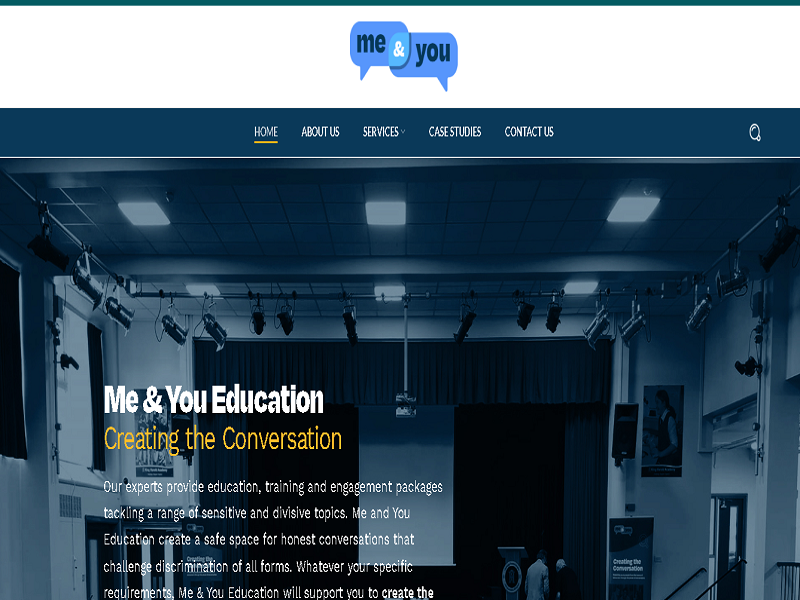 me & you
HOME ABOUT US SERVICES CASE STUDIES CONTACT US
Me & You Education
Creating the Conversation
Our experts provide education, training and engagement packages
tackling a range of sensitive and divisive topics. Me and You
Education create a safe space for honest conversations that
challenge discrimination of all forms. Whatever your specific
requirements, Me & You Education will support you to create the
Creating the
Conversation